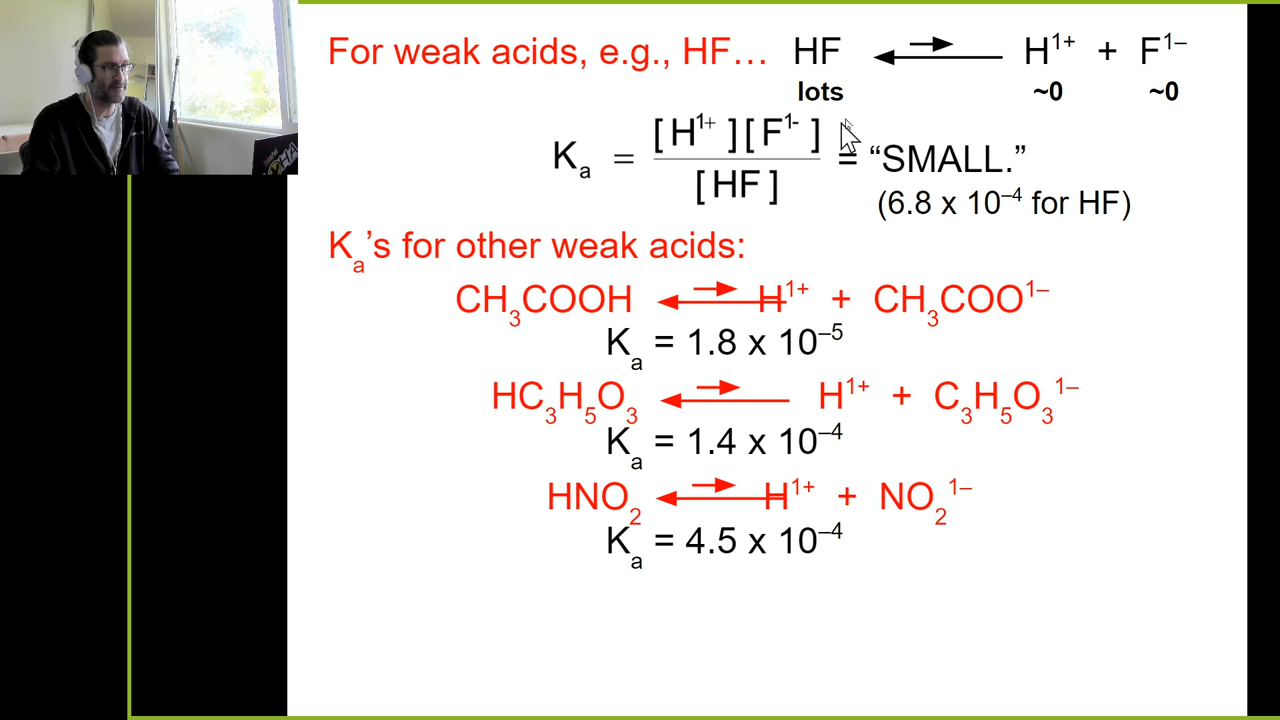 For weak acids, e.g., HF… HF H¹⁺ + F¹⁻
lots ~0 ~0
Kₐ = [H¹⁺][F¹⁻] / [HF] = “SMALL.”
(6.8 x 10⁻⁴ for HF)
Kₐ’s for other weak acids:
CH₃COOH H¹⁺ + CH₃COO¹⁻
Kₐ = 1.8 x 10⁻⁵
HC₃H₅O₃ H¹⁺ + C₃H₅O₃¹⁻
Kₐ = 1.4 x 10⁻⁴
HNO₂ H¹⁺ + NO₂¹⁻
Kₐ = 4.5 x 10⁻⁴